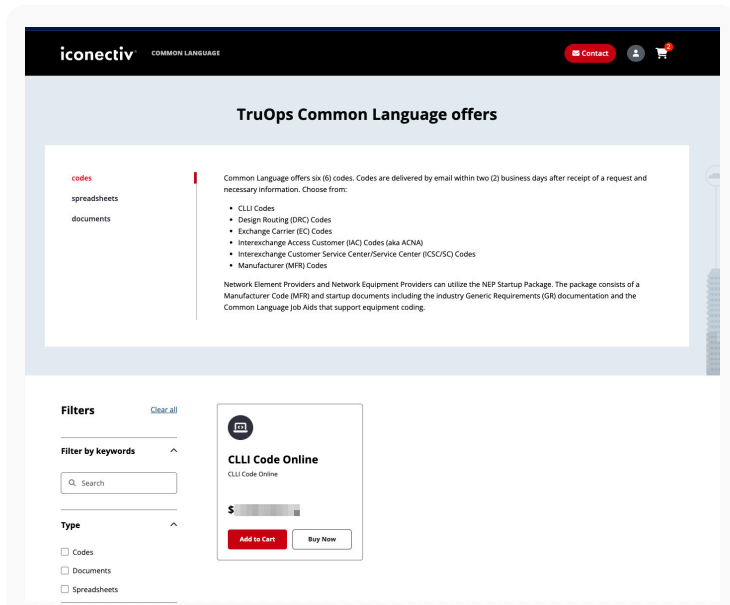 iconectiv
COMMON LANGUAGE
Contact
2
TruOps Common Language offers
codes
spreadsheets
documents
Common Language offers six (6) codes. Codes are delivered by email within two (2) business days after receipt of a request and
necessary information. Choose from:
• CLLI Codes
• Design Routing (DRC) Codes
• Exchange Carrier (EC) Codes
• Interexchange Access Customer (IAC) Codes (aka ACNA)
• Interexchange Customer Service Center/Service Center (ICSC/SC) Codes
• Manufacturer (MFR) Codes
Network Element Providers and Network Equipment Providers can utilize the NEP Startup Package. The package consists of a
Manufacturer Code (MFR) and startup documents including the industry Generic Requirements (GR) documentation and the
Common Language Job Aids that support equipment coding.
Filters
Clear all
Filter by keywords
Search
Type
Codes
Documents
Spreadsheets
CLLI Code Online
CLLI Code Online
$
Add to Cart
Buy Now